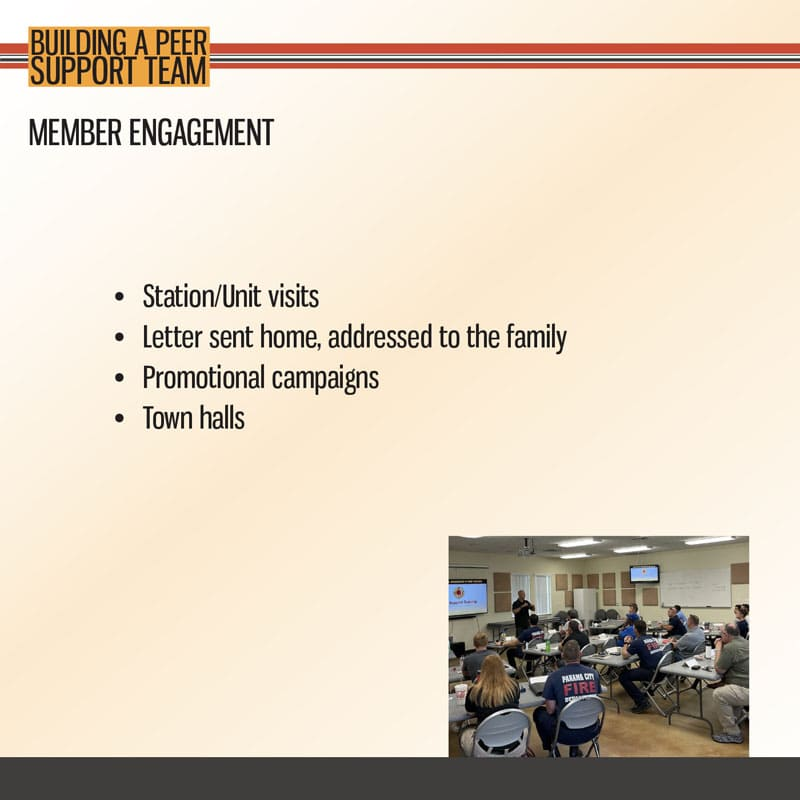 BUILDING A PEER
SUPPORT TEAM
MEMBER ENGAGEMENT
• Station/Unit visits
• Letter sent home, addressed to the family
• Promotional campaigns
• Town halls
PANAMA CITY
FIRE